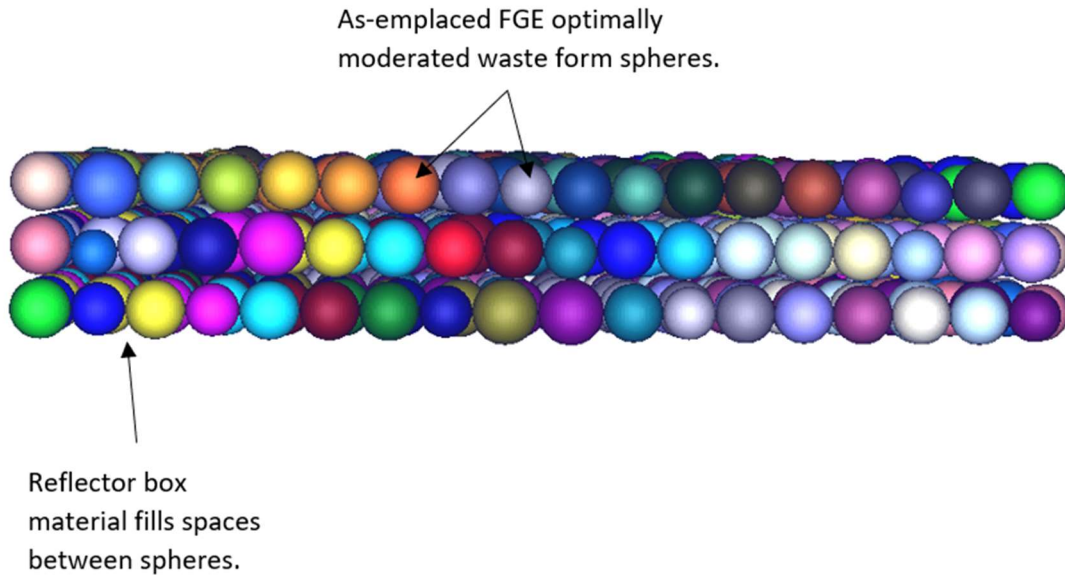 As-emplaced FGE optimally
moderated waste form spheres.
Reflector box
material fills spaces
between spheres.